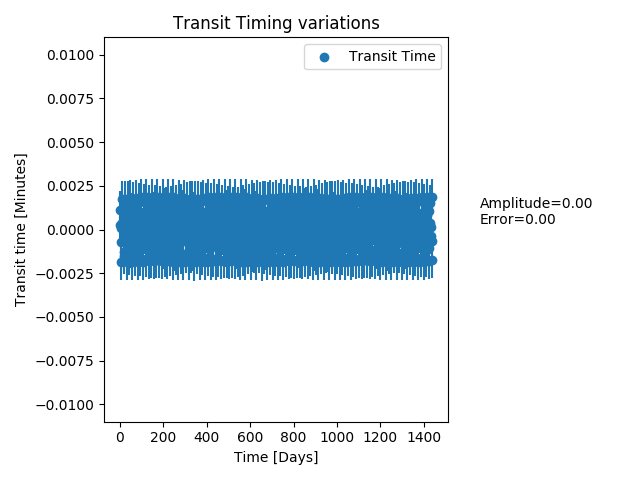 Transit Timing variations
Transit Time
0.0100
0.0075
0.0050
0.0025
0.0000
−0.0025
−0.0050
−0.0075
−0.0100
Transit time [Minutes]
0 200 400 600 800 1000 1200 1400
Time [Days]
Amplitude=0.00
Error=0.00